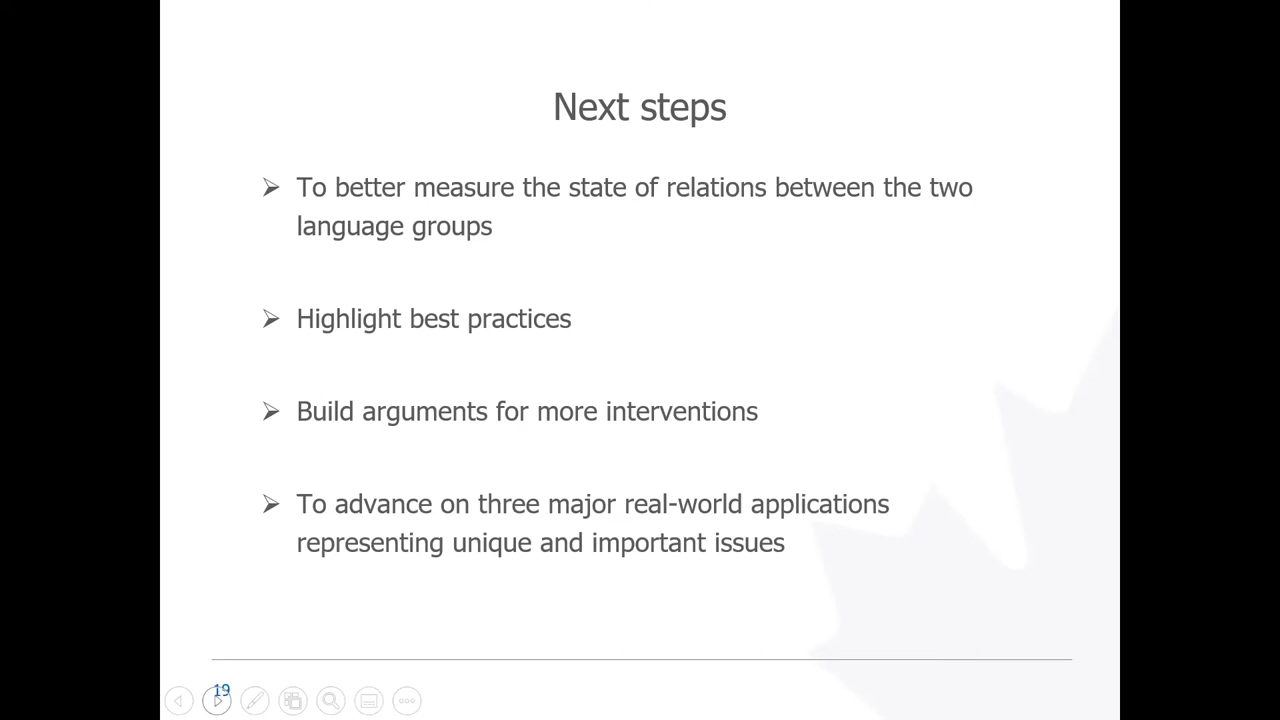 Next steps
To better measure the state of relations between the two
language groups
Highlight best practices
Build arguments for more interventions
To advance on three major real-world applications
representing unique and important issues
19